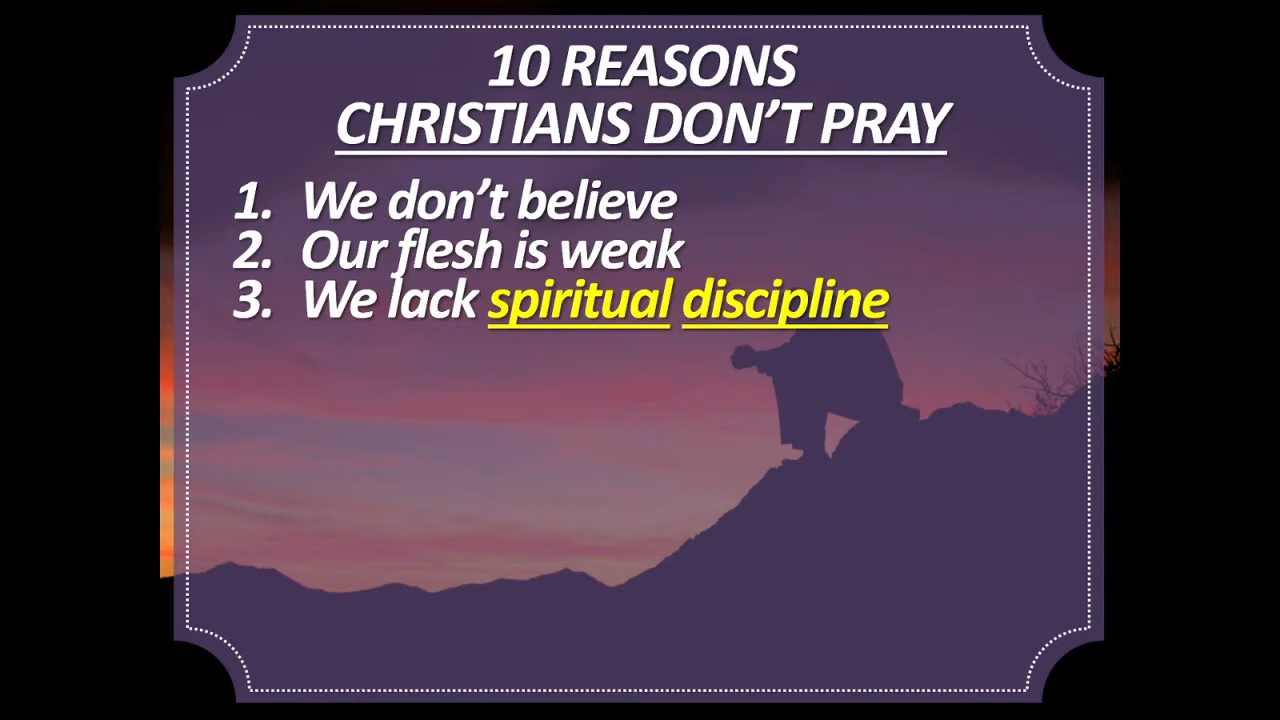 10 REASONS
CHRISTIANS DON’T PRAY
1. We don’t believe
2. Our flesh is weak
3. We lack spiritual discipline